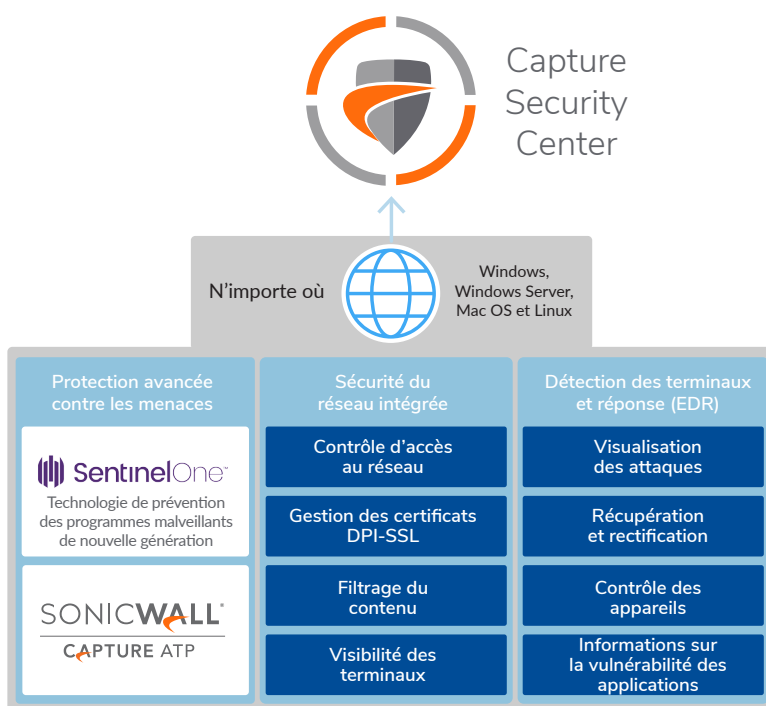 Capture
Security
Center
N’importe où
Windows,
Windows Server,
Mac OS et Linux
Protection avancée
contre les menaces
SentinelOne™
Technologie de prévention
des programmes malveillants
de nouvelle génération
SONICWALL®
CAPTURE ATP
Sécurité du
réseau intégrée
Contrôle d’accès
au réseau
Gestion des certificats
DPI-SSL
Filtrage du
contenu
Visibilité des
terminaux
Détection des terminaux
et réponse (EDR)
Visualisation
des attaques
Récupération
et rectification
Contrôle des
appareils
Informations sur
la vulnérabilité des
applications